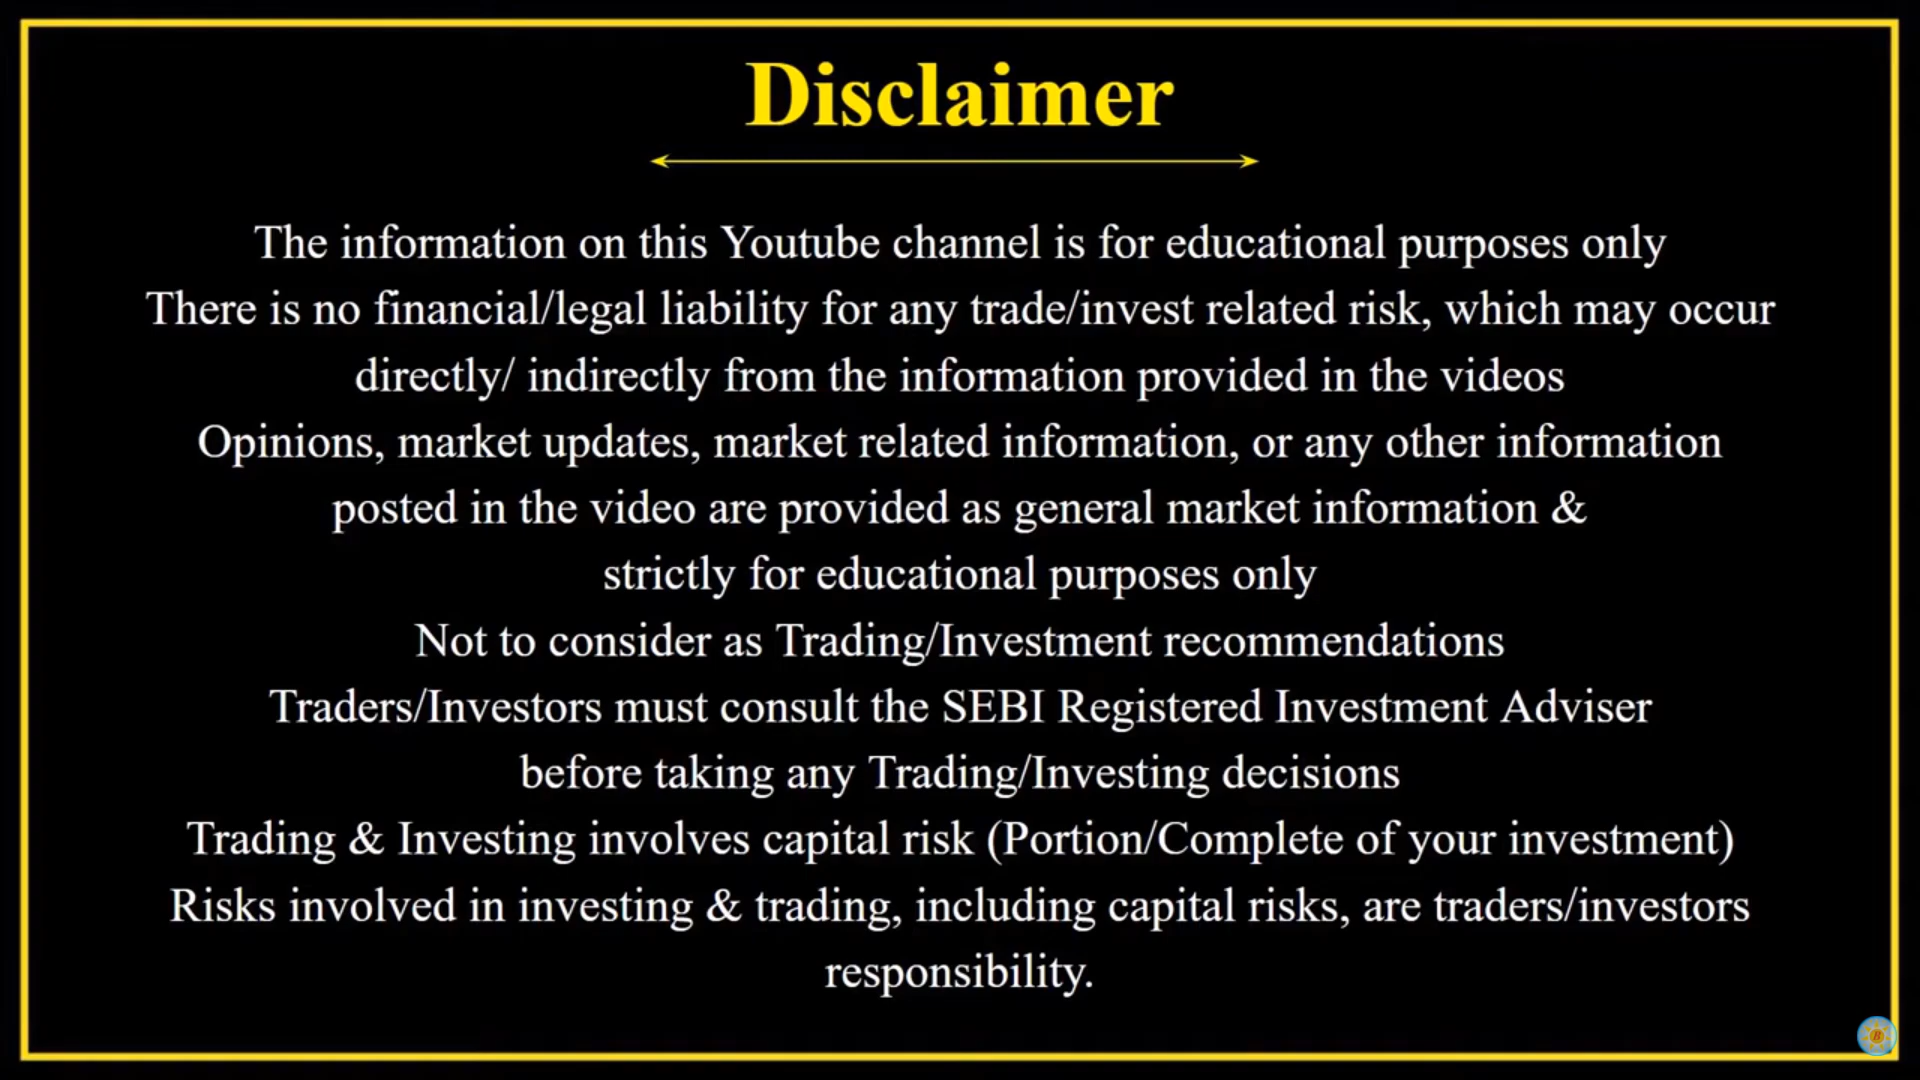 Disclaimer
The information on this Youtube channel is for educational purposes only
There is no financial/legal liability for any trade/invest related risk, which may occur
directly/ indirectly from the information provided in the videos
Opinions, market updates, market related information, or any other information
posted in the video are provided as general market information &
strictly for educational purposes only
Not to consider as Trading/Investment recommendations
Traders/Investors must consult the SEBI Registered Investment Adviser
before taking any Trading/Investing decisions
Trading & Investing involves capital risk (Portion/Complete of your investment)
Risks involved in investing & trading, including capital risks, are traders/investors
responsibility.